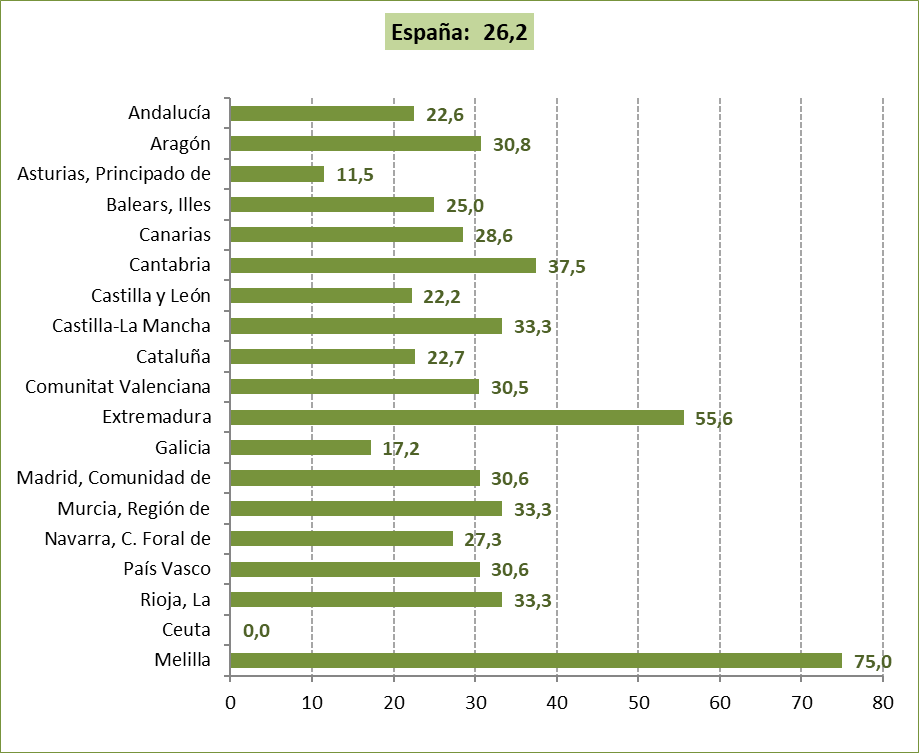 España: 26,2
Andalucía 22,6
Aragón 30,8
Asturias, Principado de 11,5
Balears, Illes 25,0
Canarias 28,6
Cantabria 37,5
Castilla y León 22,2
Castilla-La Mancha 33,3
Cataluña 22,7
Comunitat Valenciana 30,5
Extremadura 55,6
Galicia 17,2
Madrid, Comunidad de 30,6
Murcia, Región de 33,3
Navarra, C. Foral de 27,3
País Vasco 30,6
Rioja, La 33,3
Ceuta 0,0
Melilla 75,0
0 10 20 30 40 50 60 70 80